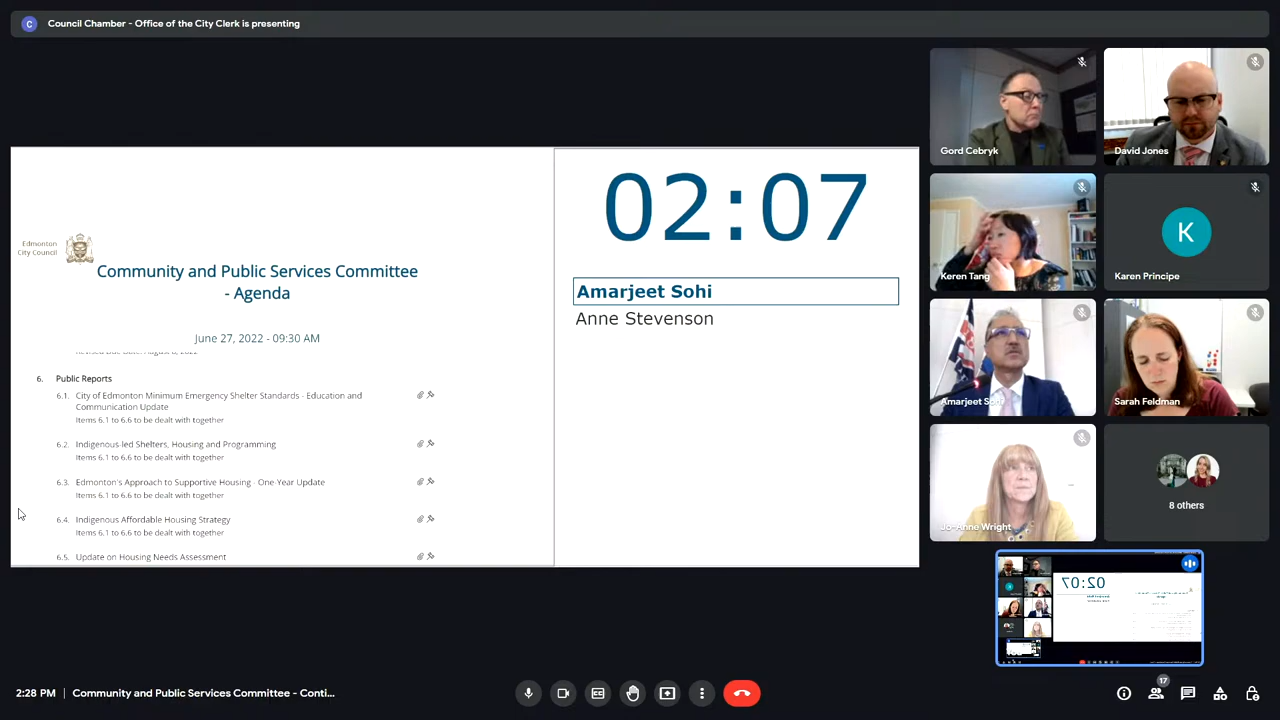 C
Council Chamber - Office of the City Clerk is presenting
Edmonton
City Council
Community and Public Services Committee
- Agenda
June 27, 2022 - 09:30 AM
6. Public Reports
6.1. City of Edmonton Minimum Emergency Shelter Standards - Education and
Communication Update
Items 6.1 to 6.6 to be dealt with together
6.2. Indigenous-led Shelters, Housing and Programming
Items 6.1 to 6.6 to be dealt with together
6.3. Edmonton's Approach to Supportive Housing - One-Year Update
Items 6.1 to 6.6 to be dealt with together
6.4. Indigenous Affordable Housing Strategy
Items 6.1 to 6.6 to be dealt with together
6.5. Update on Housing Needs Assessment
02:07
Amarjeet Sohi
Anne Stevenson
Gord Cebryk
David Jones
Keren Tang
K
Karen Principe
Amarjeet Sohi
Sarah Feldman
Jo-Anne Wright
8 others
02:07
2:28 PM | Community and Public Services Committee - Conti...
17